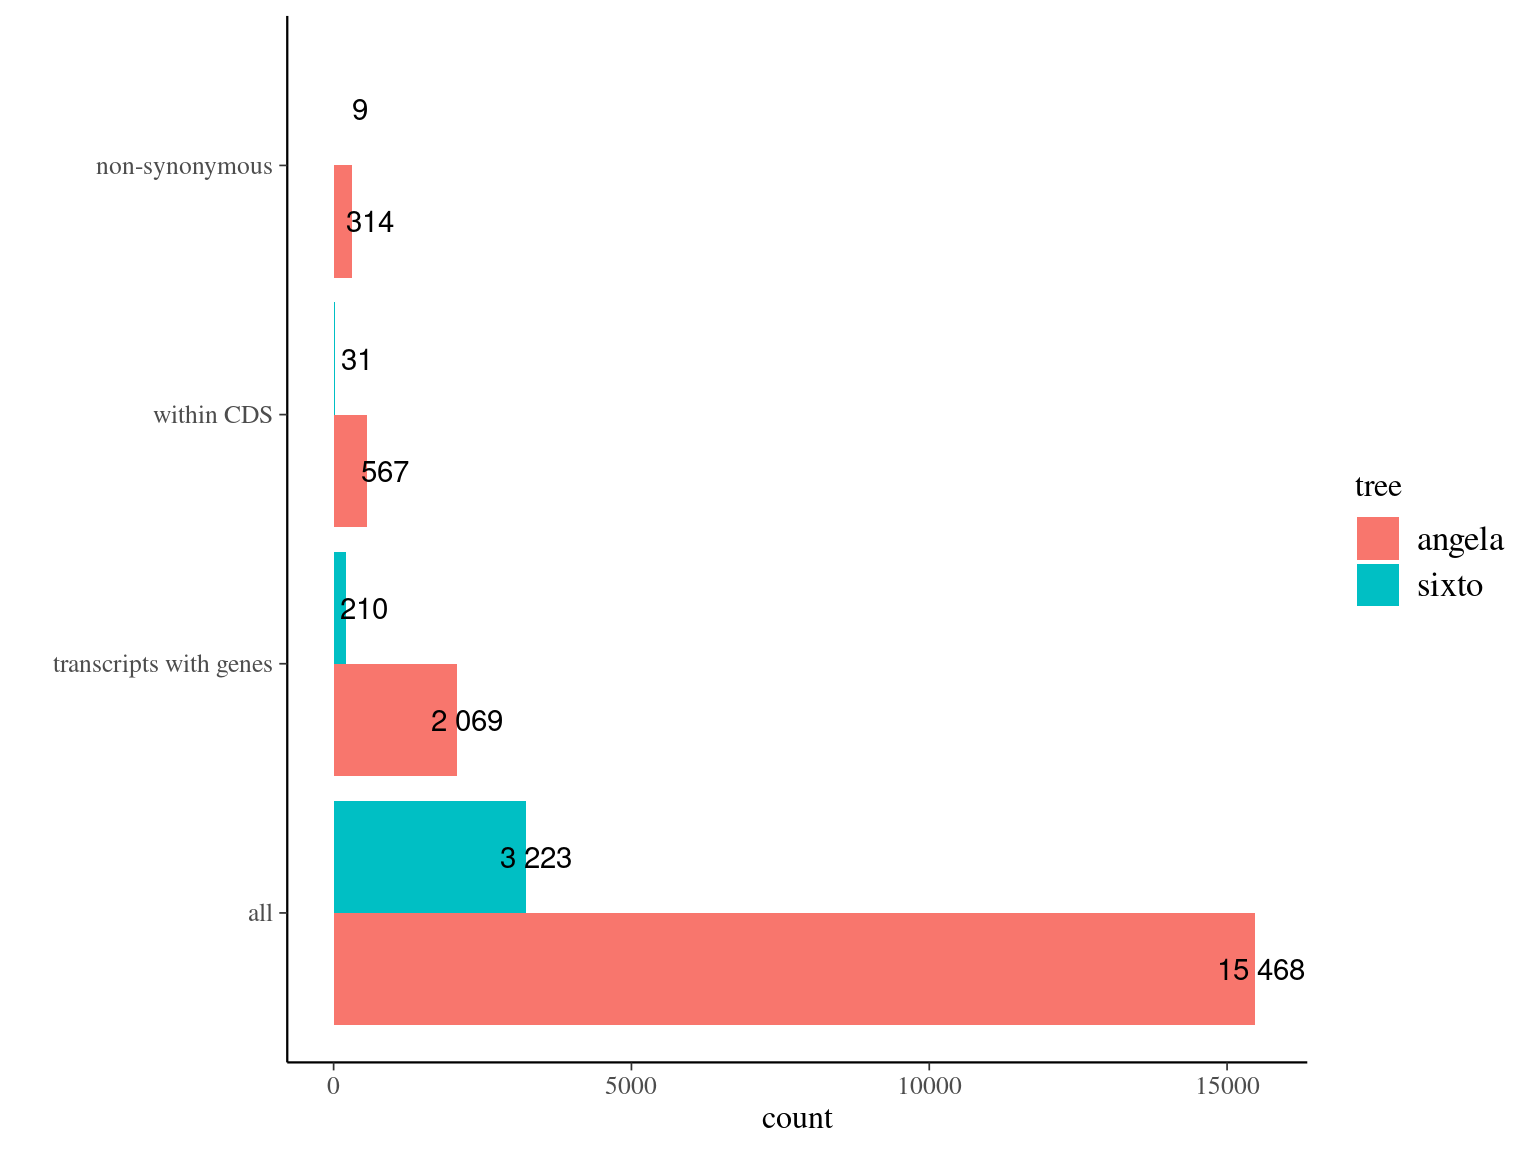 9
non-synonymous
314
31
within CDS
567
210
transcripts with genes
2 069
3 223
all
15 468
0 5000 10000 15000
count
tree
angela
sixto